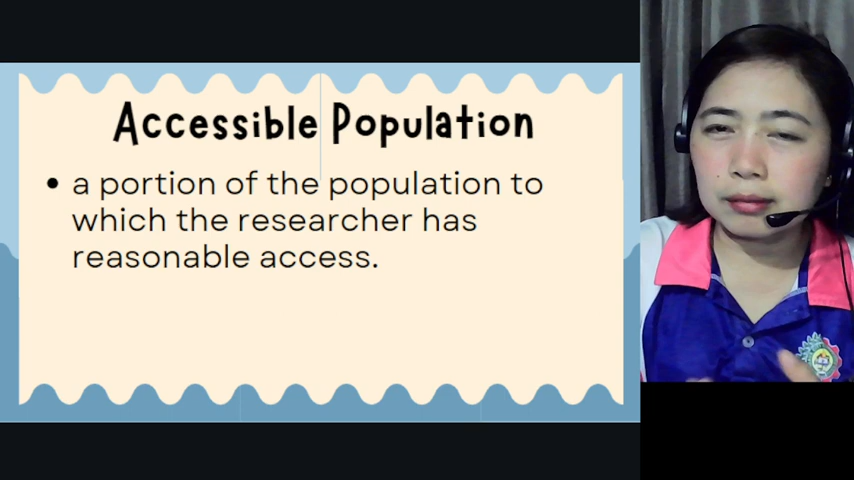 Accessible Population
• a portion of the population to
which the researcher has
reasonable access.